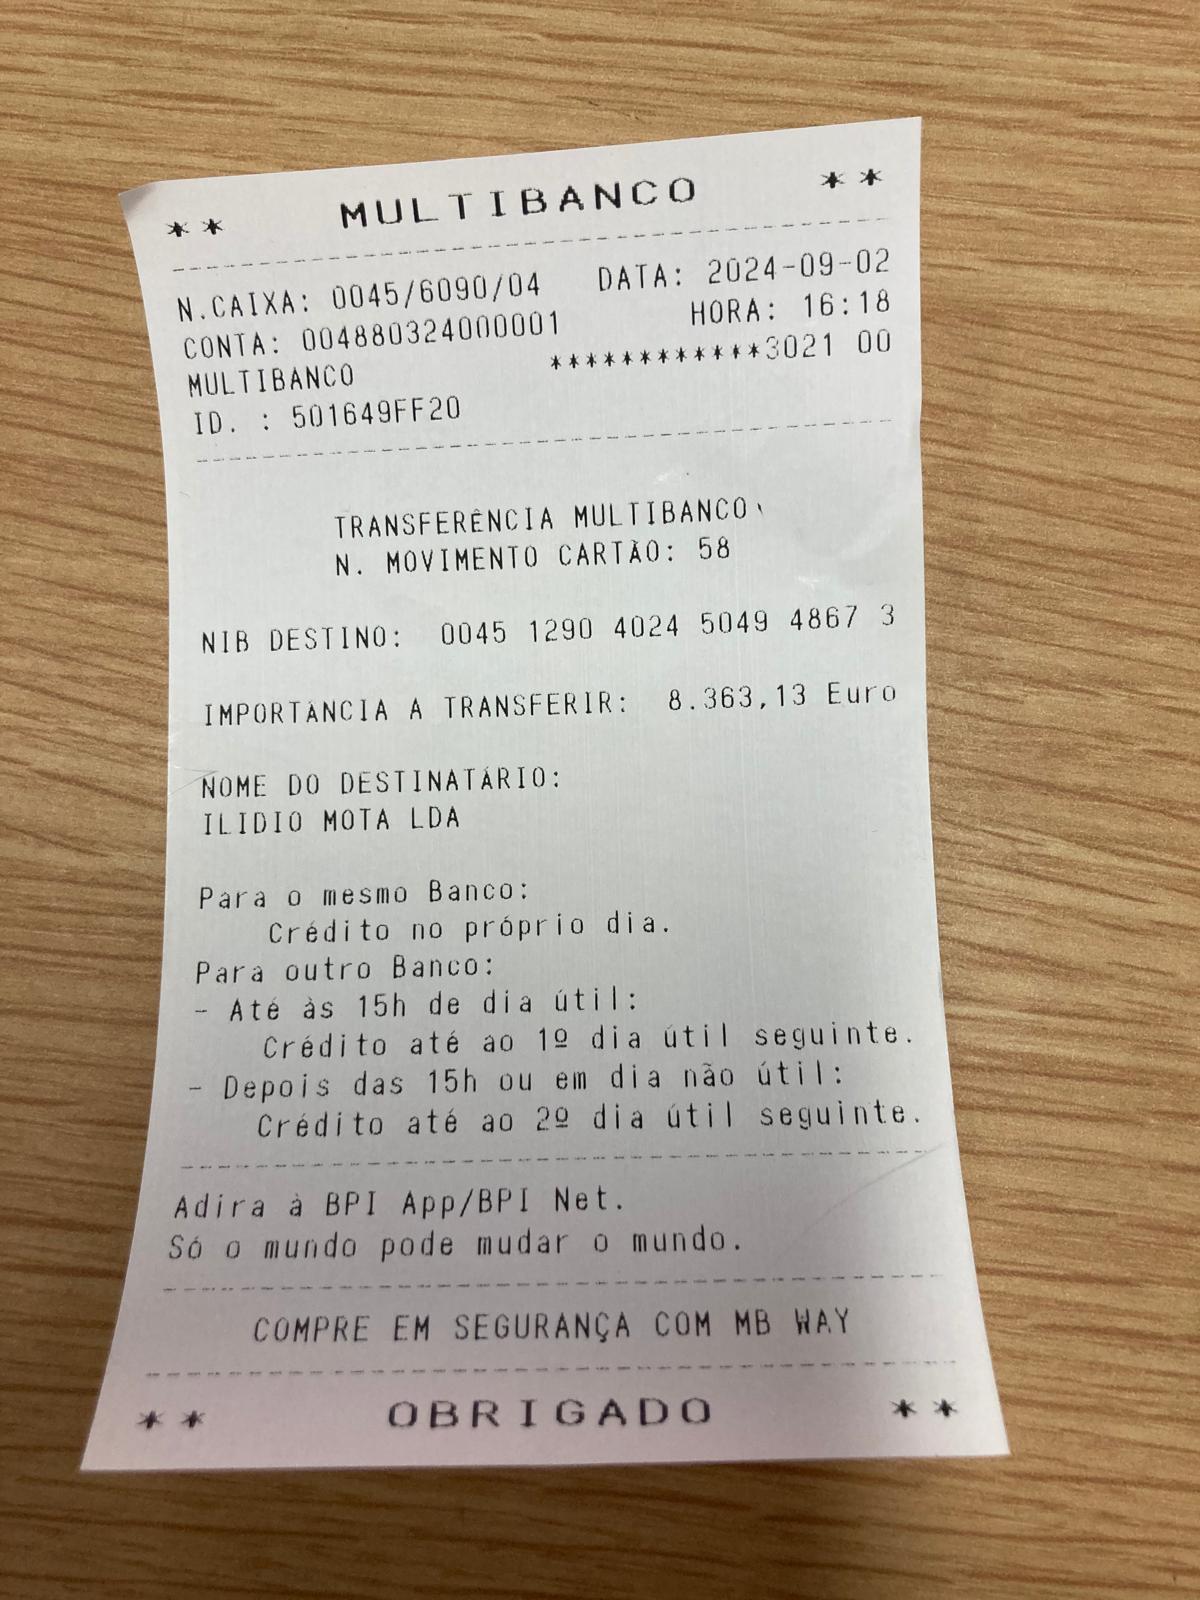 ** MULTIBANCO **
N.CAIXA: 0045/6090/04 DATA: 2024-09-02
CONTA: 004880324000001 HORA: 16:18
MULTIBANCO ************3021 00
ID. : 501649FF20
TRANSFERÊNCIA MULTIBANCO
N. MOVIMENTO CARTÃO: 58
NIB DESTINO: 0045 1290 4024 5049 4867 3
IMPORTÂNCIA A TRANSFERIR: 8.363,13 Euro
NOME DO DESTINATÁRIO:
ILIDIO MOTA LDA
Para o mesmo Banco:
Crédito no próprio dia.
Para outro Banco:
- Até às 15h de dia útil:
Crédito até ao 1º dia útil seguinte.
- Depois das 15h ou em dia não útil:
Crédito até ao 2º dia útil seguinte.
Adira à BPI App/BPI Net.
Só o mundo pode mudar o mundo.
COMPRE EM SEGURANÇA COM MB WAY
** OBRIGADO **